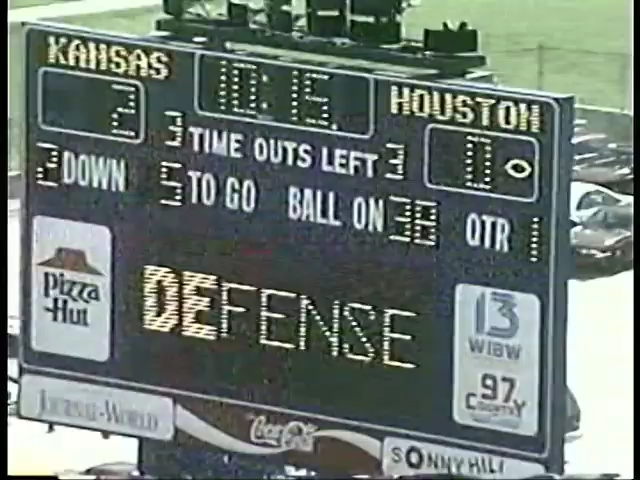 KANSAS
10:15
HOUSTON
2
3 TIME OUTS LEFT 3
0
2 DOWN 5 TO GO BALL ON 38 QTR 1
Pizza Hut
DEFENSE
13
WIBW
97
COUNTRY
JOURNAL-WORLD
Coca-Cola
SONNY HILL